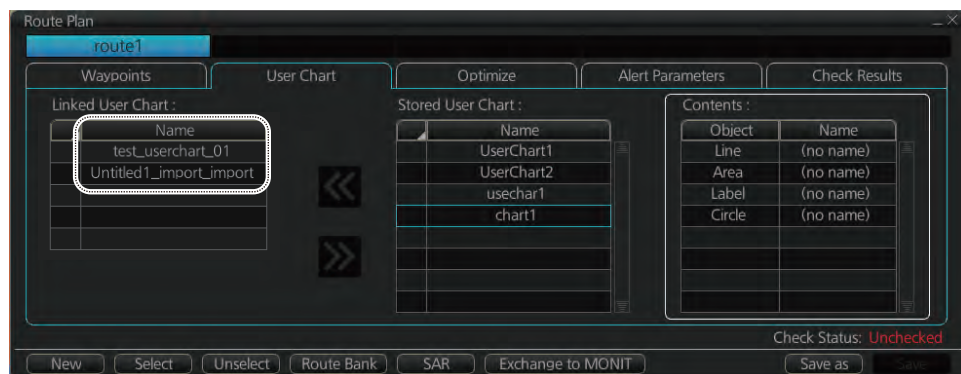 Route Plan
route1
Waypoints User Chart Optimize Alert Parameters Check Results
Linked User Chart : Stored User Chart : Contents :
Name Name Object Name
test_userchart_01 UserChart1 Line (no name)
Untitled1_import_import UserChart2 Area (no name)
usechar1 Label (no name)
chart1 Circle (no name)
Check Status: Unchecked
New Select Unselect Route Bank SAR Exchange to MONIT Save as Save